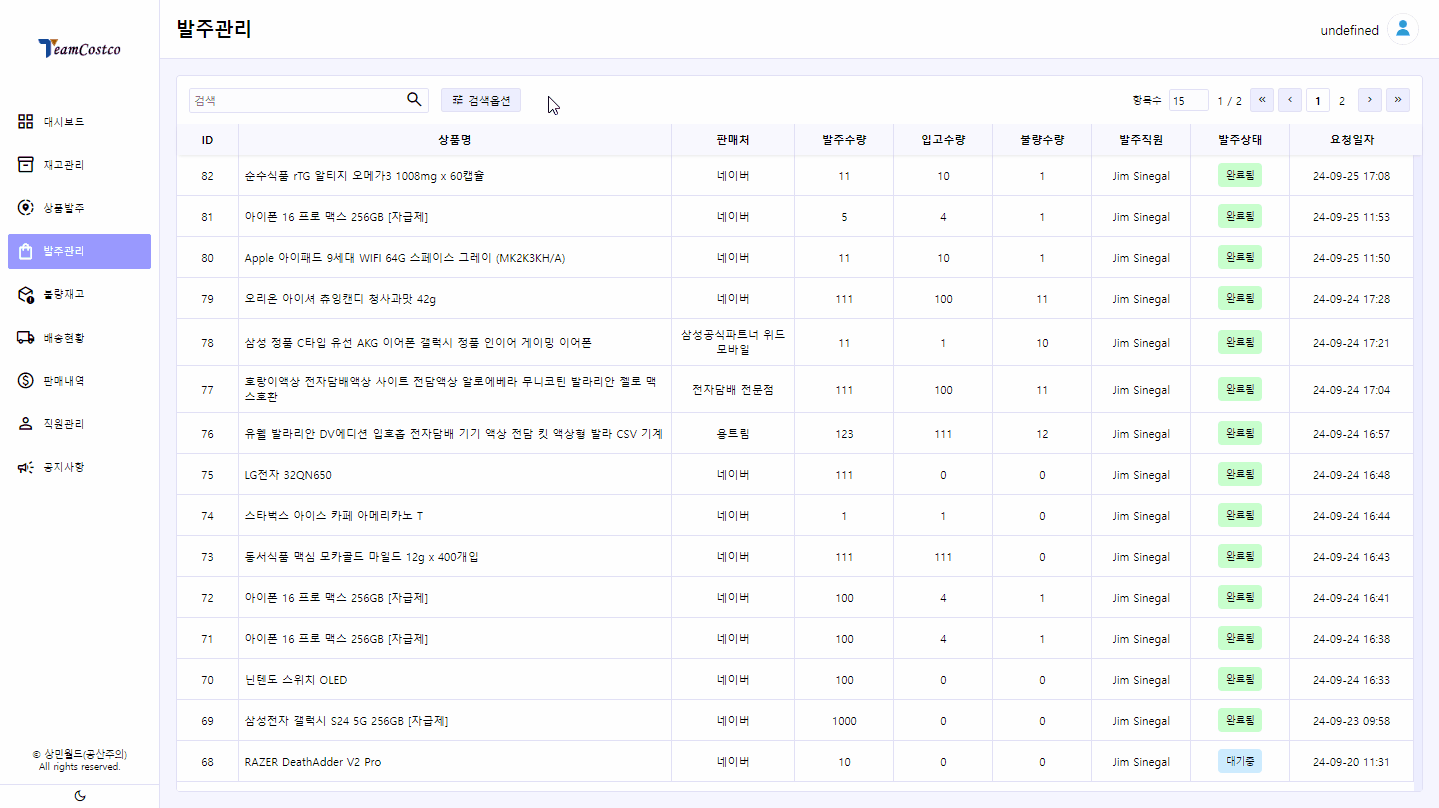 TeamCostco
대시보드
재고관리
상품발주
발주관리
불량재고
배송현황
판매내역
직원관리
공지사항
© 상민월드(공산주의)
All rights reserved.
발주관리
undefined
검색
검색옵션
항목수 15 1 / 2 « ‹ 1 2 › »
ID 상품명 판매처 발주수량 입고수량 불량수량 발주직원 발주상태 요청일자
82 순수식품 rTG 알티지 오메가3 1008mg x 60캡슐 네이버 11 10 1 Jim Sinegal 완료됨 24-09-25 17:08
81 아이폰 16 프로 맥스 256GB [자급제] 네이버 5 4 1 Jim Sinegal 완료됨 24-09-25 11:53
80 Apple 아이패드 9세대 WIFI 64G 스페이스 그레이 (MK2K3KH/A) 네이버 11 10 1 Jim Sinegal 완료됨 24-09-25 11:50
79 오리온 아이셔 츄잉캔디 청사과맛 42g 네이버 111 100 11 Jim Sinegal 완료됨 24-09-24 17:28
78 삼성 정품 C타입 유선 AKG 이어폰 갤럭시 정품 인이어 게이밍 이어폰 삼성공식파트너 위드
모바일 11 1 10 Jim Sinegal 완료됨 24-09-24 17:21
77 호랑이액상 전자담배액상 사이트 전담액상 알로에베라 무니코틴 발라리안 젤로 맥
스호환 전자담배 전문점 111 100 11 Jim Sinegal 완료됨 24-09-24 17:04
76 유웰 발라리안 DV에디션 입호흡 전자담배 기기 액상 전담 킷 액상형 발라 CSV 기계 용트림 123 111 12 Jim Sinegal 완료됨 24-09-24 16:57
75 LG전자 32QN650 네이버 111 0 0 Jim Sinegal 완료됨 24-09-24 16:48
74 스타벅스 아이스 카페 아메리카노 T 네이버 1 1 0 Jim Sinegal 완료됨 24-09-24 16:44
73 동서식품 맥심 모카골드 마일드 12g x 400개입 네이버 111 111 0 Jim Sinegal 완료됨 24-09-24 16:43
72 아이폰 16 프로 맥스 256GB [자급제] 네이버 100 4 1 Jim Sinegal 완료됨 24-09-24 16:41
71 아이폰 16 프로 맥스 256GB [자급제] 네이버 100 4 1 Jim Sinegal 완료됨 24-09-24 16:38
70 닌텐도 스위치 OLED 네이버 100 0 0 Jim Sinegal 완료됨 24-09-24 16:33
69 삼성전자 갤럭시 S24 5G 256GB [자급제] 네이버 1000 0 0 Jim Sinegal 완료됨 24-09-23 09:58
68 RAZER DeathAdder V2 Pro 네이버 10 0 0 Jim Sinegal 대기중 24-09-20 11:31